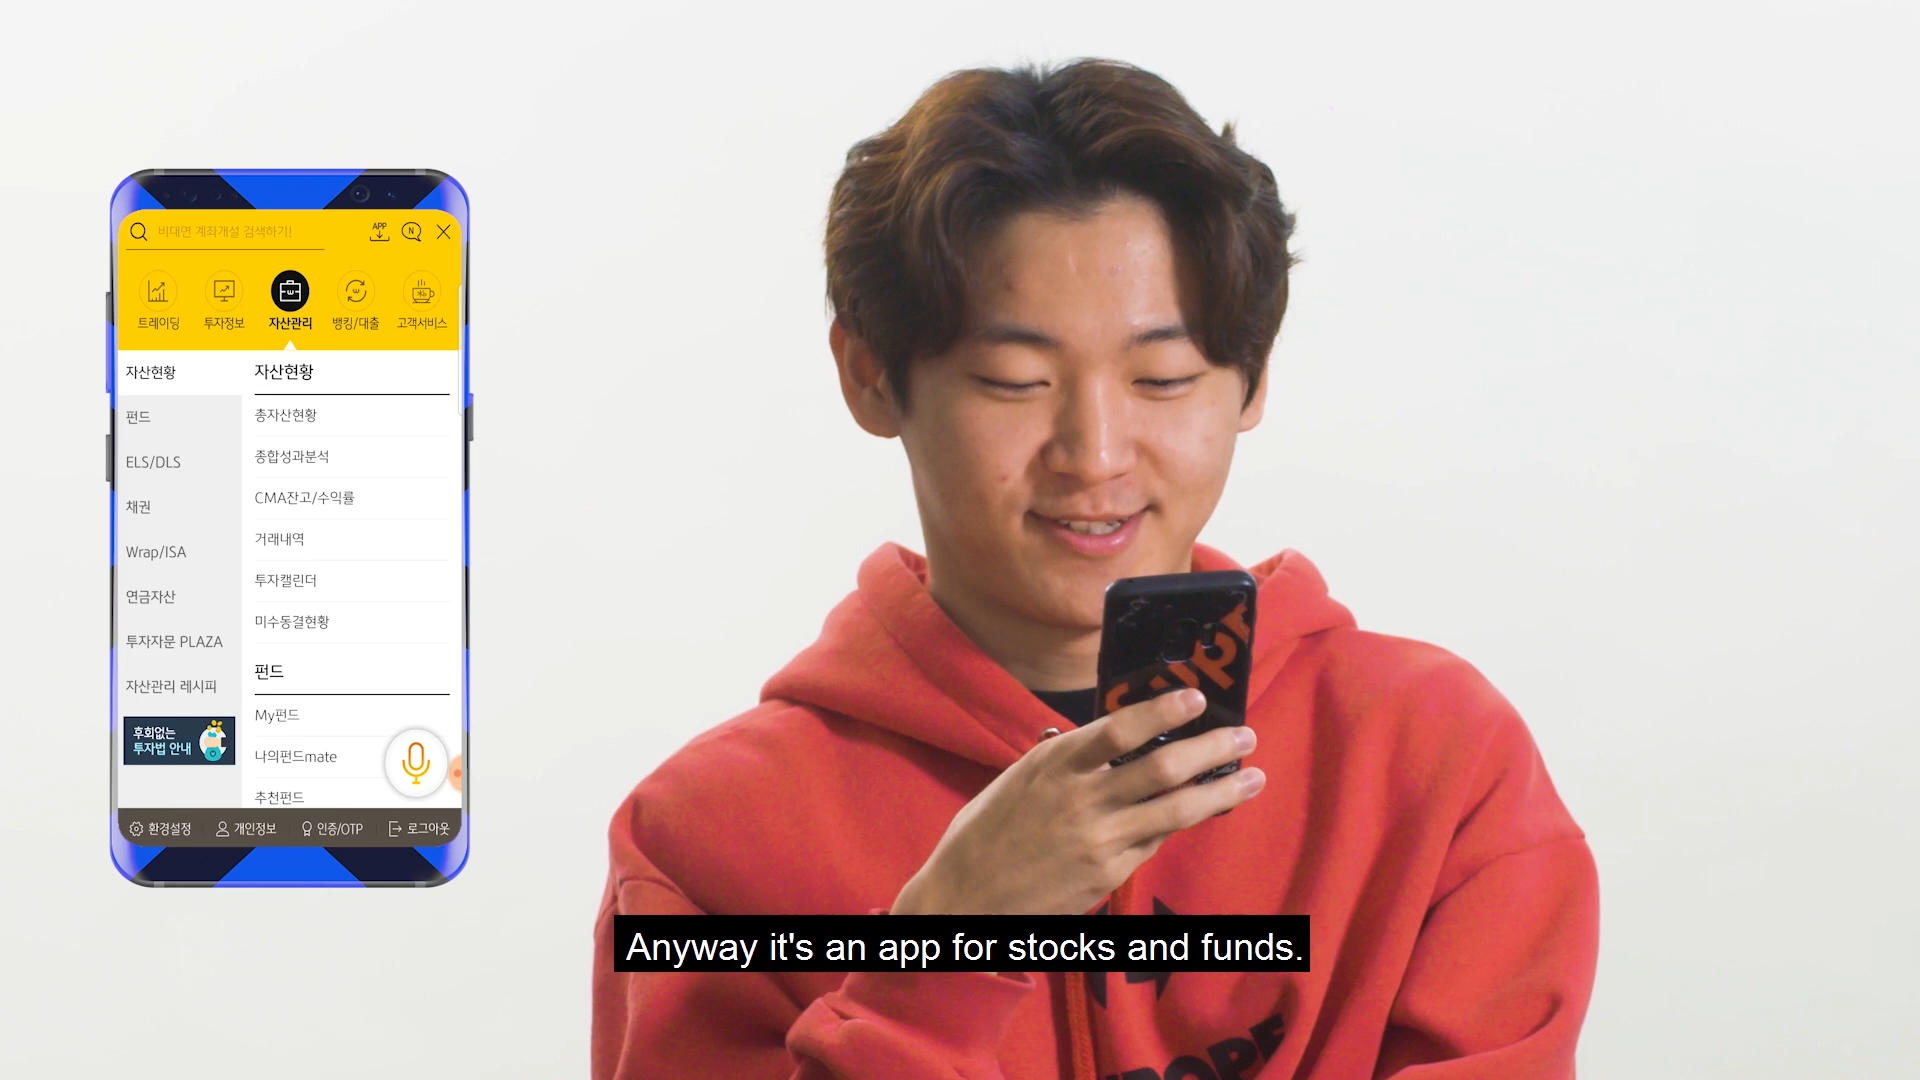 비대면 계좌개설 검색하기!
APP
N
트레이딩
투자정보
자산관리
뱅킹/대출
고객서비스
자산현황
펀드
ELS/DLS
채권
Wrap/ISA
연금자산
투자자문 PLAZA
자산관리 레시피
후회없는
투자법 안내
자산현황
총자산현황
종합성과분석
CMA잔고/수익률
거래내역
투자캘린더
미수동결현황
펀드
My펀드
나의펀드mate
추천펀드
환경설정
개인정보
인증/OTP
로그아웃
Anyway it's an app for stocks and funds.